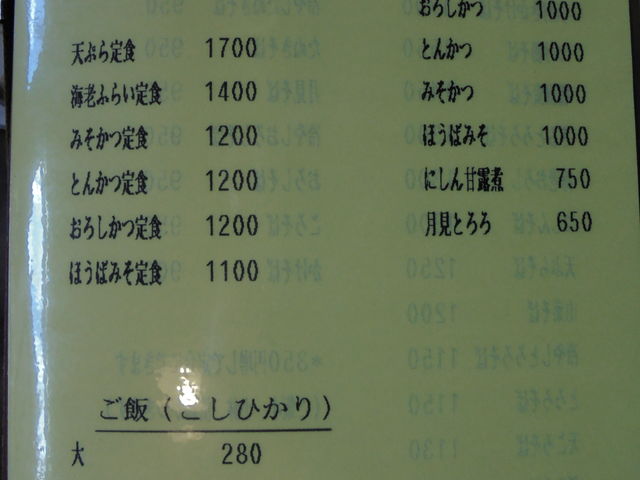 天ぷら定食 1700
海老ふらい定食 1400
みそかつ定食 1200
とんかつ定食 1200
おろしかつ定食 1200
ほうばみそ定食 1100
おろしかつ 1000
とんかつ 1000
みそかつ 1000
ほうばみそ 1000
にしん甘露煮 750
月見とろろ 650
ご飯(こしひかり)
大 280